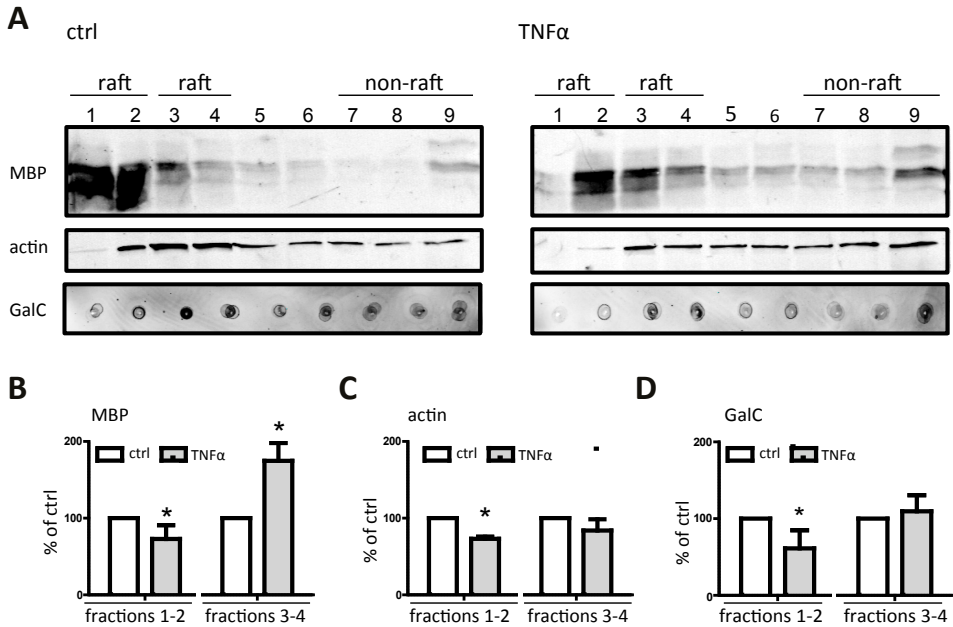 A
ctrl
TNFα
raft raft non-raft
raft raft non-raft
1 2 3 4 5 6 7 8 9
1 2 3 4 5 6 7 8 9
MBP
actin
GalC
B
MBP
200
100
0
% of ctrl
ctrl TNFα
*
*
fractions 1-2 fractions 3-4
C
actin
200
100
0
% of ctrl
ctrl TNFα
*
fractions 1-2 fractions 3-4
D
GalC
200
100
0
% of ctrl
ctrl TNFα
*
fractions 1-2 fractions 3-4